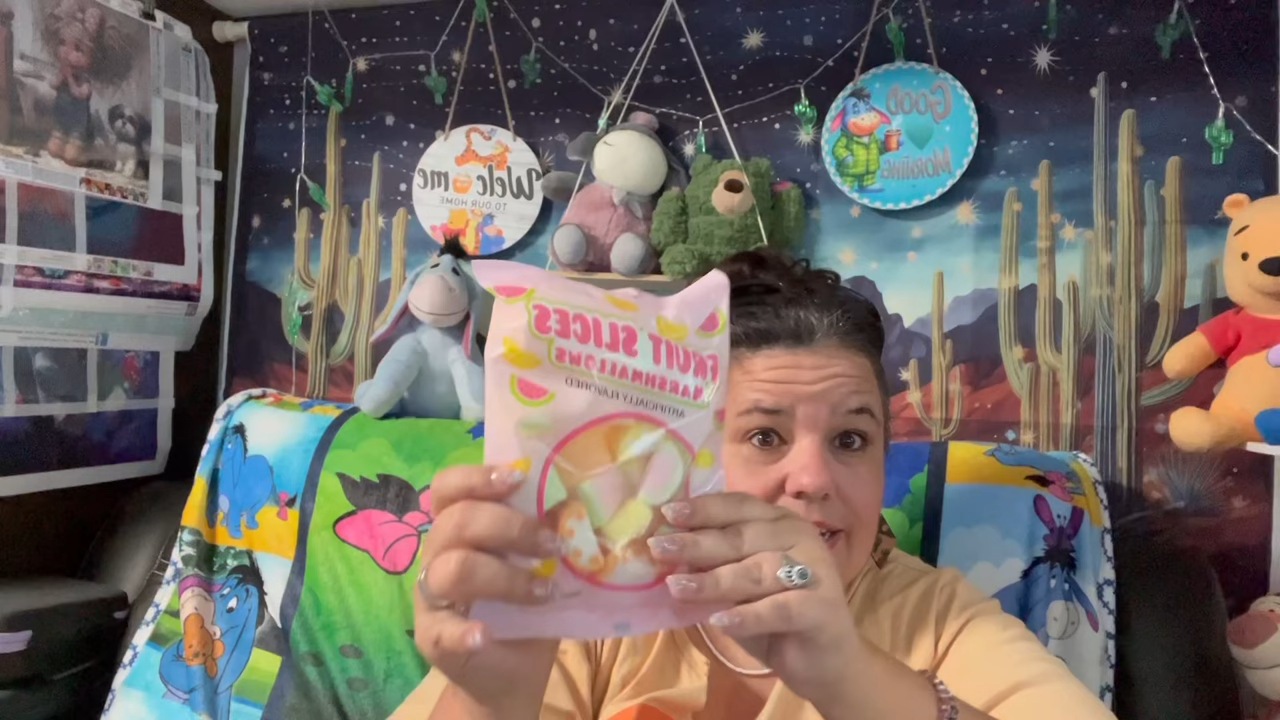 Welcome
TO OUR HOME
Good
Morning
FRUIT SLICES
MARSHMALLOWS
ARTIFICIALLY FLAVORED